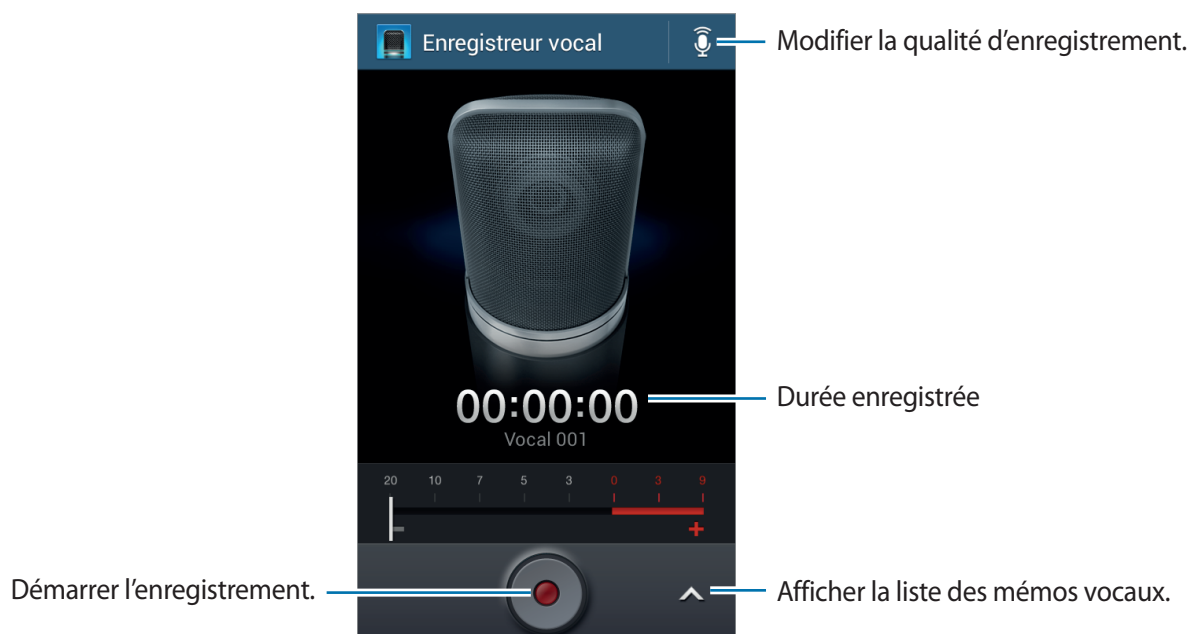 Enregistreur vocal
Modifier la qualité d’enregistrement.
00:00:00
Durée enregistrée
Vocal 001
20 10 7 5 3 0 3 9
- +
Démarrer l’enregistrement.
Afficher la liste des mémos vocaux.